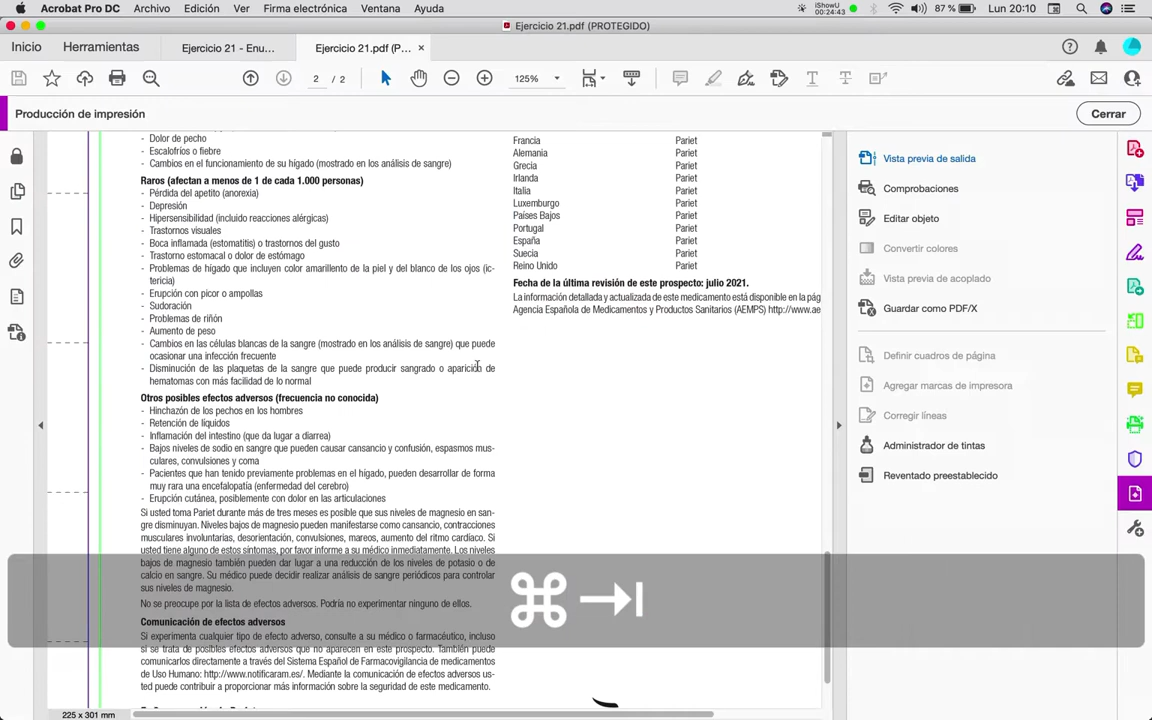 Acrobat Pro DC Archivo Edición Ver Firma electrónica Ventana Ayuda
iShowU
00:24:43
87 % Lun 20:10
Ejercicio 21.pdf (PROTEGIDO)
Inicio Herramientas Ejercicio 21 - Enu... Ejercicio 21.pdf (P... ×
2 / 2 125%
Producción de impresión Cerrar
- Dolor de pecho
- Escalofríos o fiebre
- Cambios en el funcionamiento de su hígado (mostrado en los análisis de sangre)
Raros (afectan a menos de 1 de cada 1.000 personas)
- Pérdida del apetito (anorexia)
- Depresión
- Hipersensibilidad (incluido reacciones alérgicas)
- Trastornos visuales
- Boca inflamada (estomatitis) o trastornos del gusto
- Trastorno estomacal o dolor de estómago
- Problemas de hígado que incluyen color amarillento de la piel y del blanco de los ojos (ic-
tericia)
- Erupción con picor o ampollas
- Sudoración
- Problemas de riñón
- Aumento de peso
- Cambios en las células blancas de la sangre (mostrado en los análisis de sangre) que puede
ocasionar una infección frecuente
- Disminución de las plaquetas de la sangre que puede producir sangrado o aparición de
hematomas con más facilidad de lo normal
Otros posibles efectos adversos (frecuencia no conocida)
- Hinchazón de los pechos en los hombres
- Retención de líquidos
- Inflamación del intestino (que da lugar a diarrea)
- Bajos niveles de sodio en sangre que pueden causar cansancio y confusión, espasmos mus-
culares, convulsiones y coma
- Pacientes que han tenido previamente problemas en el hígado, pueden desarrollar de forma
muy rara una encefalopatía (enfermedad del cerebro)
- Erupción cutánea, posiblemente con dolor en las articulaciones
Si usted toma Pariet durante más de tres meses es posible que sus niveles de magnesio en san-
gre disminuyan. Niveles bajos de magnesio pueden manifestarse como cansancio, contracciones
musculares involuntarias, desorientación, convulsiones, mareos, aumento del ritmo cardíaco. Si
usted tiene alguno de estos síntomas, por favor informe a su médico inmediatamente. Los niveles
bajos de magnesio también pueden dar lugar a una reducción de los niveles de potasio o de
calcio en sangre. Su médico puede decidir realizar análisis de sangre periódicos para controlar
sus niveles de magnesio.
No se preocupe por la lista de efectos adversos. Podría no experimentar ninguno de ellos.
Comunicación de efectos adversos
Si experimenta cualquier tipo de efecto adverso, consulte a su médico o farmacéutico, incluso
si se trata de posibles efectos adversos que no aparecen en este prospecto. También puede
comunicarlos directamente a través del Sistema Español de Farmacovigilancia de medicamentos
de Uso Humano: http://www.notificaram.es/. Mediante la comunicación de efectos adversos us-
ted puede contribuir a proporcionar más información sobre la seguridad de este medicamento.
Francia Pariet
Alemania Pariet
Grecia Pariet
Irlanda Pariet
Italia Pariet
Luxemburgo Pariet
Países Bajos Pariet
Portugal Pariet
España Pariet
Suecia Pariet
Reino Unido Pariet
Fecha de la última revisión de este prospecto: julio 2021.
La información detallada y actualizada de este medicamento está disponible en la pág
Agencia Española de Medicamentos y Productos Sanitarios (AEMPS) http://www.ae
Vista previa de salida
Comprobaciones
Editar objeto
Convertir colores
Vista previa de acoplado
Guardar como PDF/X
Definir cuadros de página
Agregar marcas de impresora
Corregir líneas
Administrador de tintas
Reventado preestablecido
⌘ →|
225 x 301 mm